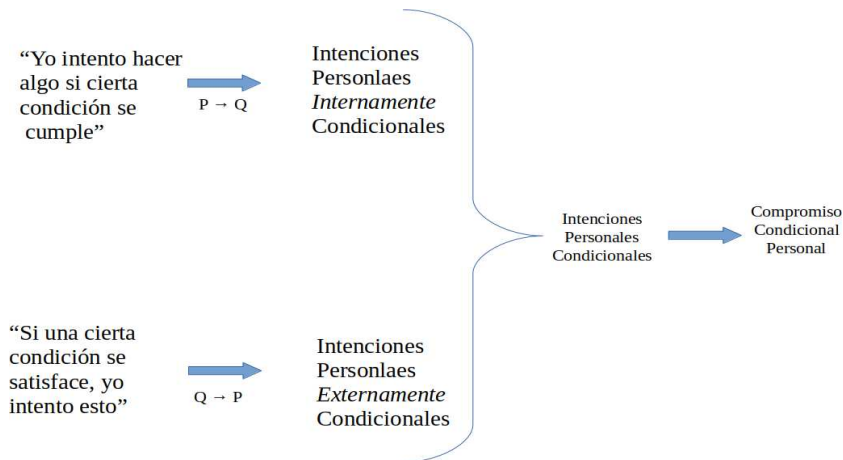 “Yo intento hacer
algo si cierta
condición se
cumple”
P → Q
Intenciones
Personlaes
Internamente
Condicionales
Intenciones
Personales
Condicionales
Compromiso
Condicional
Personal
“Si una cierta
condición se
satisface, yo
intento esto”
Q → P
Intenciones
Personlaes
Externamente
Condicionales